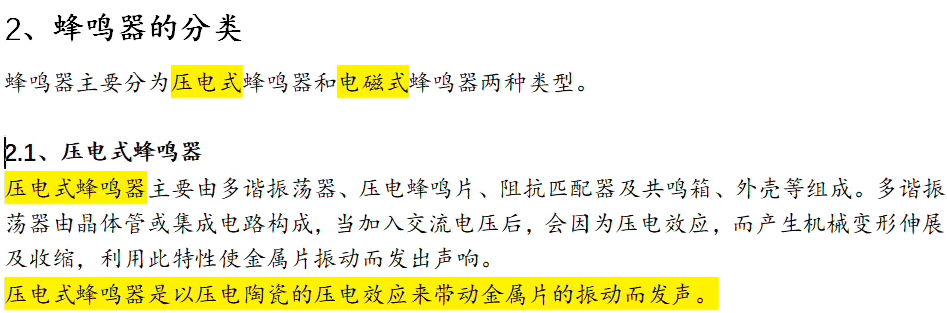 2、蜂鸣器的分类
蜂鸣器主要分为压电式蜂鸣器和电磁式蜂鸣器两种类型。
2.1、压电式蜂鸣器
压电式蜂鸣器主要由多谐振荡器、压电蜂鸣片、阻抗匹配器及共鸣箱、外壳等组成。多谐振
荡器由晶体管或集成电路构成，当加入交流电压后，会因为压电效应，而产生机械变形伸展
及收缩，利用此特性使金属片振动而发出声响。
压电式蜂鸣器是以压电陶瓷的压电效应来带动金属片的振动而发声。